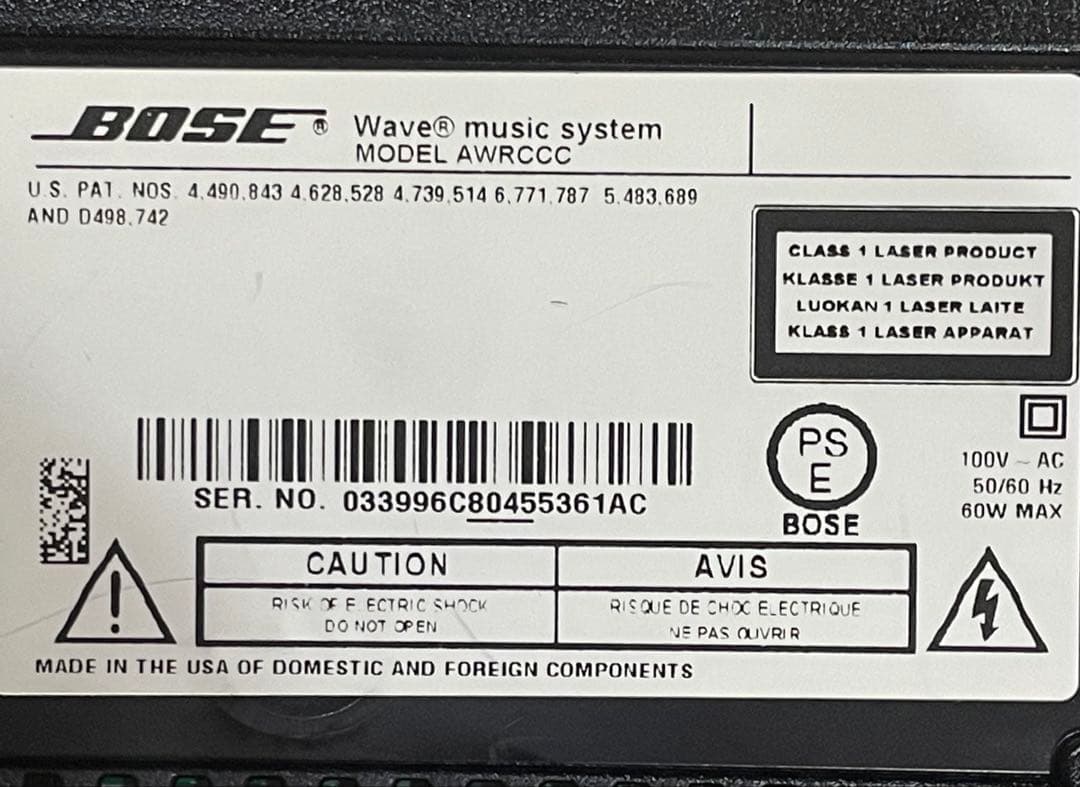 BOSE® Wave® music system
MODEL AWRCCC
U.S. PAT. NOS. 4,490,843 4,628,528 4,739,514 6,771,787 5,483,689
AND D498,742
CLASS 1 LASER PRODUCT
KLASSE 1 LASER PRODUKT
LUOKAN 1 LASER LAITE
KLASS 1 LASER APPARAT
SER. NO. 033996C80455361AC
PS
E
BOSE
100V ~ AC
50/60 Hz
60W MAX
CAUTION
RISK OF ELECTRIC SHOCK
DO NOT OPEN
AVIS
RISQUE DE CHOC ELECTRIQUE
NE PAS OUVRIR
MADE IN THE USA OF DOMESTIC AND FOREIGN COMPONENTS